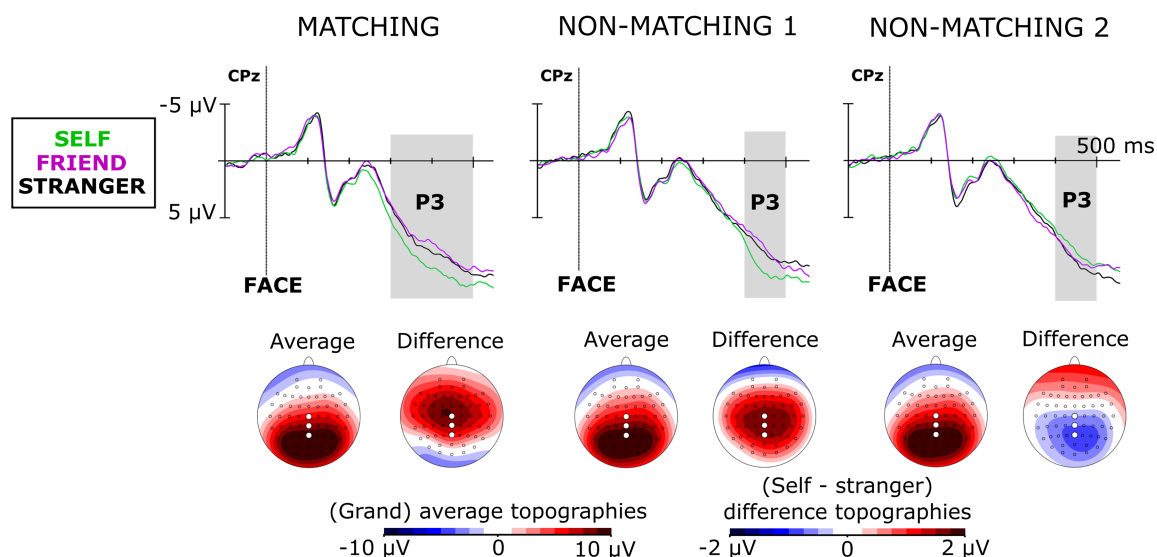 MATCHING
NON-MATCHING 1
NON-MATCHING 2
CPz
CPz
CPz
-5 µV
SELF
FRIEND
STRANGER
500 ms
5 µV
P3
P3
P3
FACE
FACE
FACE
Average
Difference
Average
Difference
Average
Difference
(Grand) average topographies
(Self - stranger)
difference topographies
-10 µV
0
10 µV
-2 µV
0
2 µV